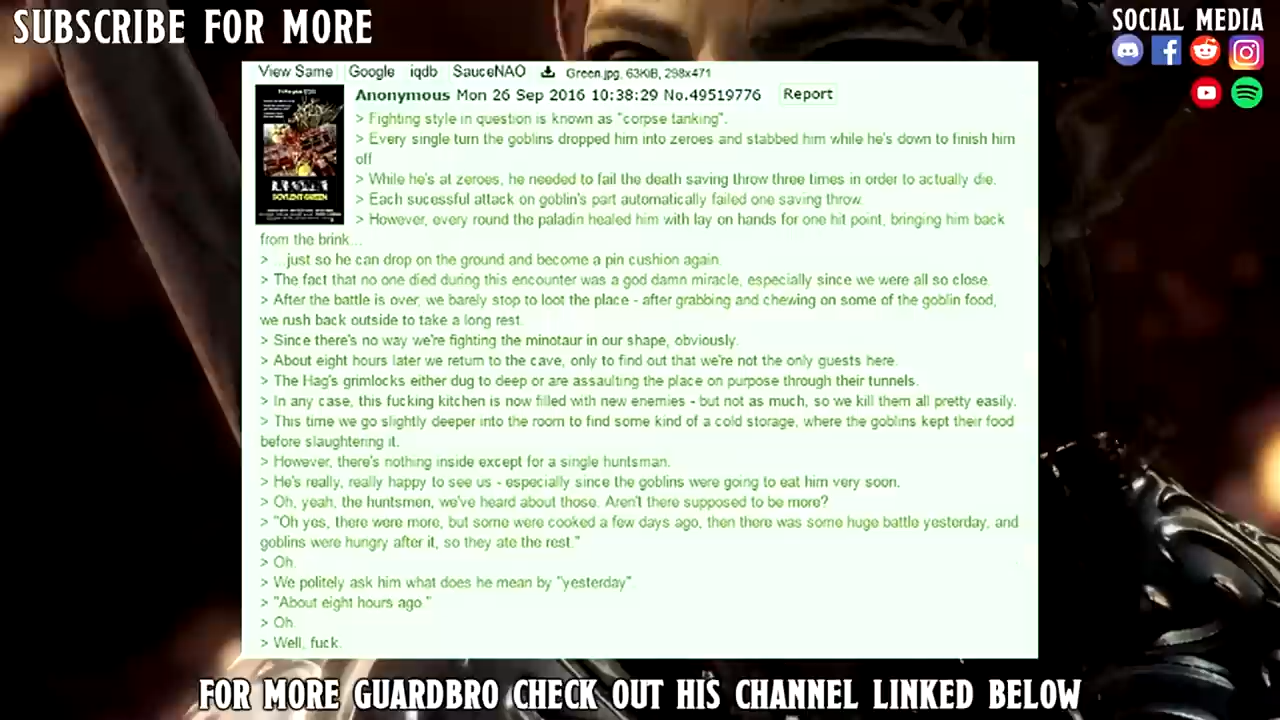 SUBSCRIBE FOR MORE
SOCIAL MEDIA
View Same Google iqdb SauceNAO Green.jpg, 63KiB, 298x471
Anonymous Mon 26 Sep 2016 10:38:29 No.49519776 Report
> Fighting style in question is known as "corpse tanking".
> Every single turn the goblins dropped him into zeroes and stabbed him while he's down to finish him
off
> While he's at zeroes, he needed to fail the death saving throw three times in order to actually die.
> Each sucessful attack on goblin's part automatically failed one saving throw.
> However, every round the paladin healed him with lay on hands for one hit point, bringing him back
from the brink...
> ...just so he can drop on the ground and become a pin cushion again.
> The fact that no one died during this encounter was a god damn miracle, especially since we were all so close.
> After the battle is over, we barely stop to loot the place - after grabbing and chewing on some of the goblin food,
we rush back outside to take a long rest.
> Since there's no way we're fighting the minotaur in our shape, obviously.
> About eight hours later we return to the cave, only to find out that we're not the only guests here.
> The Hag's grimlocks either dug to deep or are assaulting the place on purpose through their tunnels.
> In any case, this fucking kitchen is now filled with new enemies - but not as much, so we kill them all pretty easily.
> This time we go slightly deeper into the room to find some kind of a cold storage, where the goblins kept their food
before slaughtering it.
> However, there's nothing inside except for a single huntsman.
> He's really, really happy to see us - especially since the goblins were going to eat him very soon.
> Oh, yeah, the huntsmen, we've heard about those. Aren't there supposed to be more?
> "Oh yes, there were more, but some were cooked a few days ago, then there was some huge battle yesterday, and
goblins were hungry after it, so they ate the rest."
> Oh.
> We politely ask him what does he mean by "yesterday".
> "About eight hours ago."
> Oh.
> Well, fuck.
FOR MORE GUARDBRO CHECK OUT HIS CHANNEL LINKED BELOW